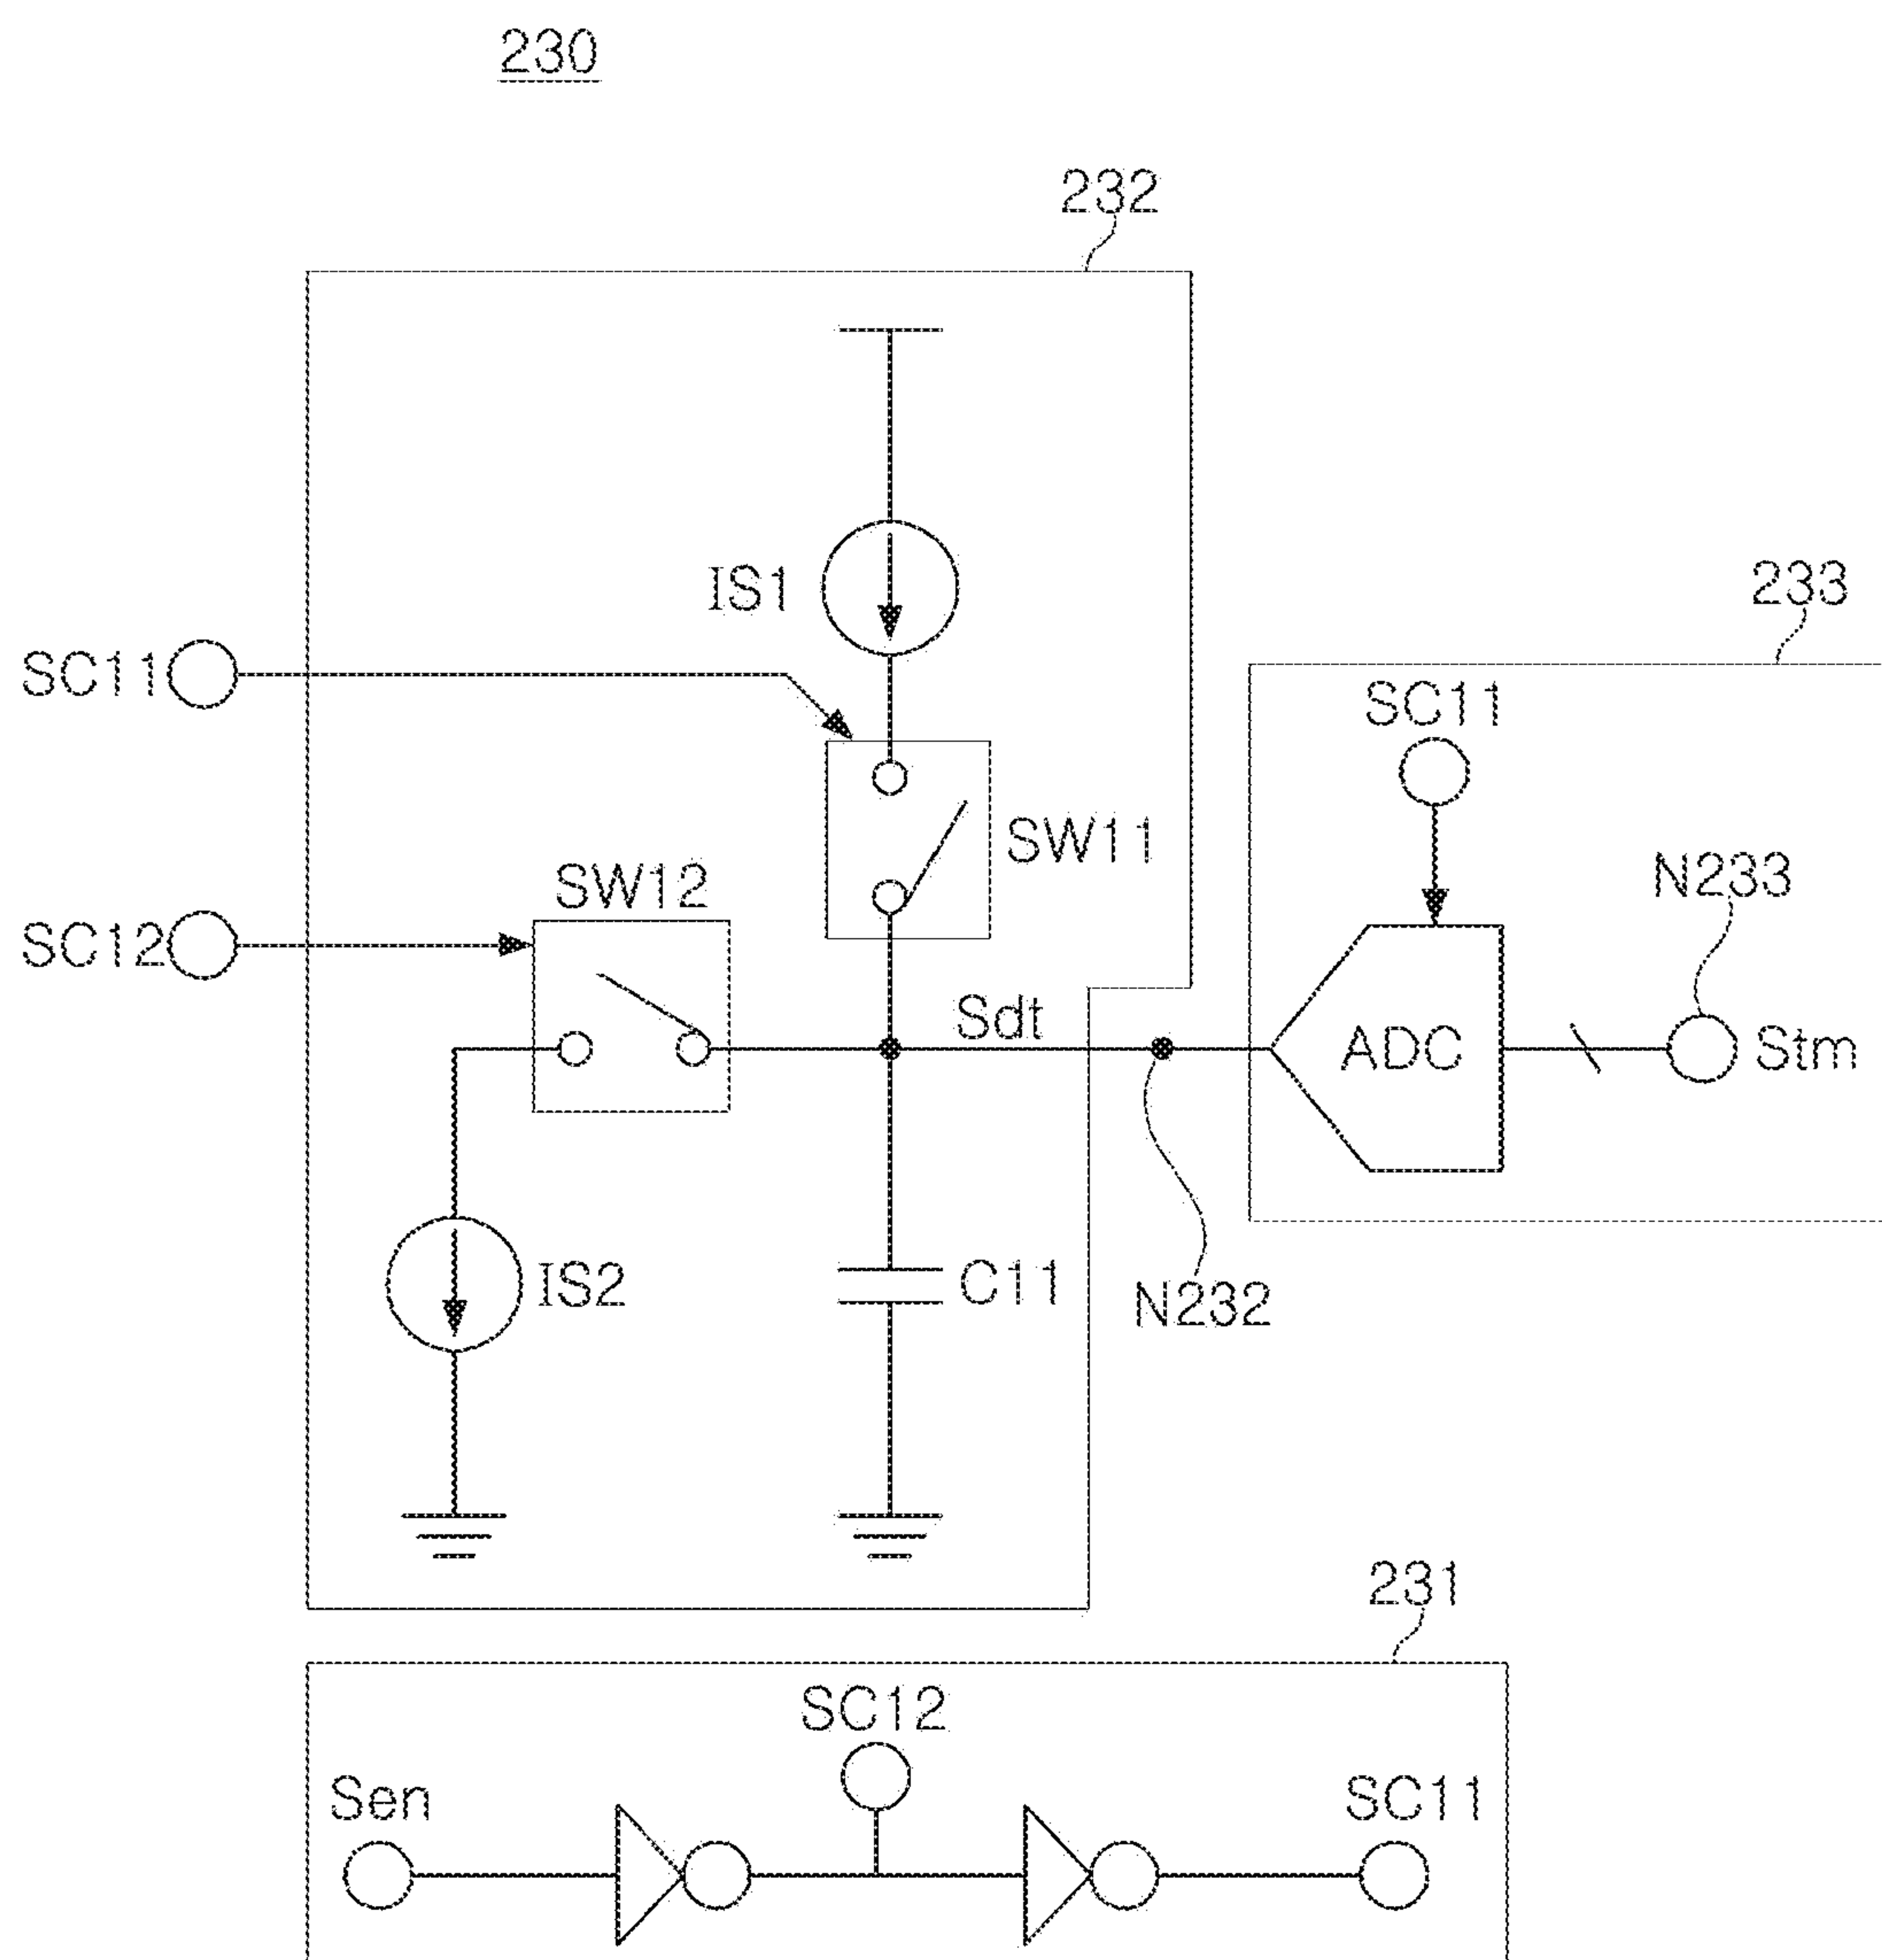 230
232
IS1
233
SC11
SC11
SW11
SW12
N233
SC12
Sdt
ADC
Stm
IS2
C11
N232
231
SC12
Sen
SC11